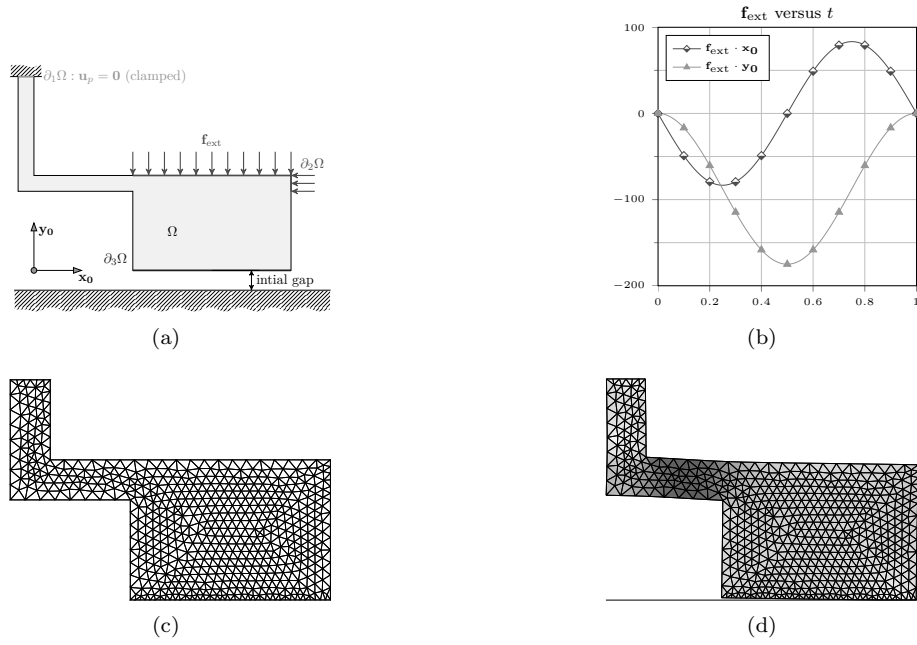 ∂₁Ω : uₚ = 0 (clamped)
f_ext
∂₂Ω
Ω
y₀
∂₃Ω
x₀
intial gap
(a)
f_ext versus t
100
0
−100
−200
f_ext · x₀
f_ext · y₀
0 0.2 0.4 0.6 0.8 1
(b)
(c)
(d)